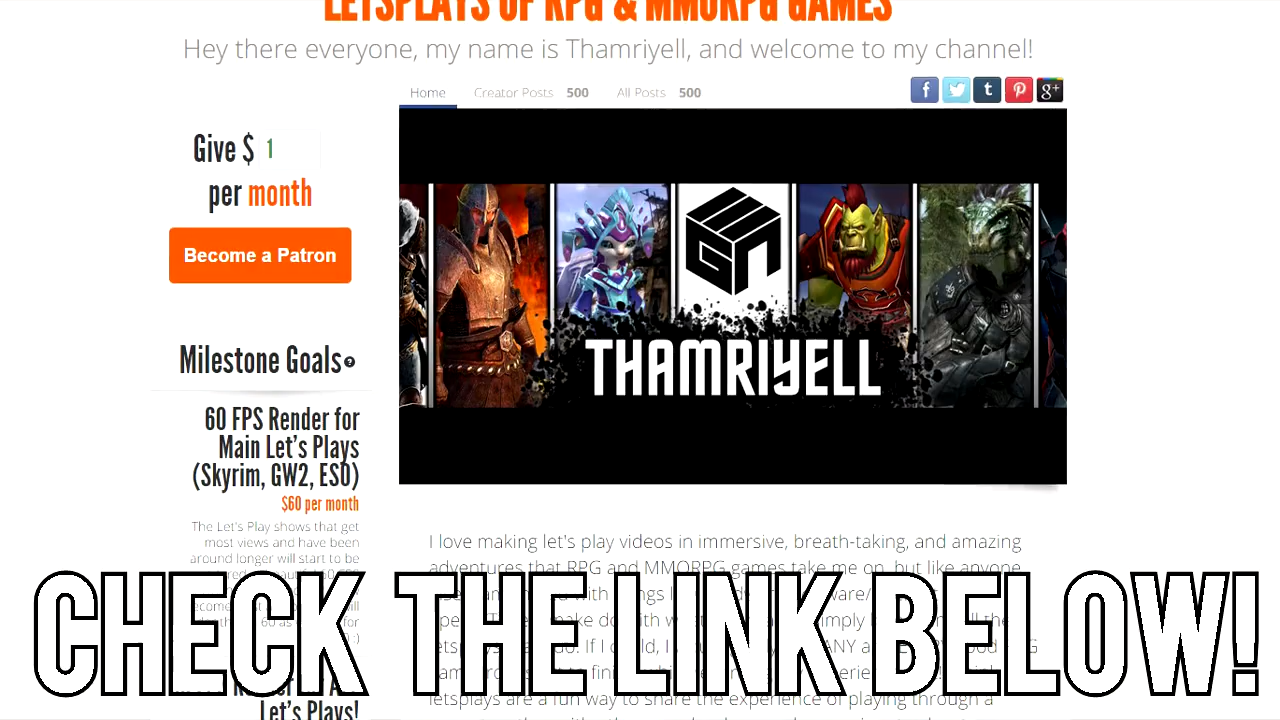 LETSPLAYS OF RPG & MMORPG GAMES
Hey there everyone, my name is Thamriyell, and welcome to my channel!
Home Creator Posts 500 All Posts 500
f t p g+
Give $ 1
per month
Become a Patron
THAMRIYELL
Milestone Goals?
60 FPS Render for
Main Let's Plays
(Skyrim, GW2, ESO)
$60 per month
The Let's Play shows that get
most views and have been
around longer will start to be
I love making let's play videos in immersive, breath-taking, and amazing
adventures that RPG and MMORPG games take me on, but like anyone
CHECK THE LINK BELOW!
letsplays are a fun way to share the experience of playing through a
Let's Plays!